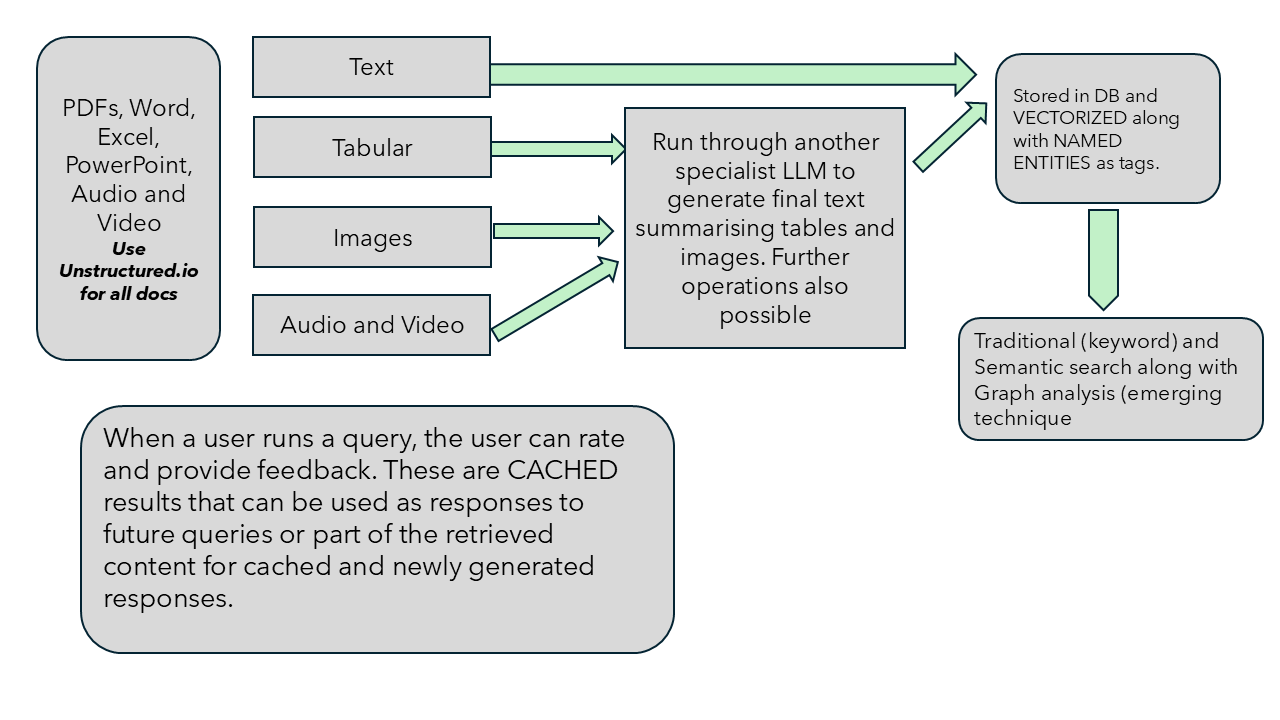 PDFs, Word,
Excel,
PowerPoint,
Audio and
Video
Use
Unstructured.io
for all docs
Text
Tabular
Images
Audio and Video
Run through another
specialist LLM to
generate final text
summarising tables and
images. Further
operations also
possible
Stored in DB and
VECTORIZED along
with NAMED
ENTITIES as tags.
Traditional (keyword) and
Semantic search along with
Graph analysis (emerging
technique
When a user runs a query, the user can rate
and provide feedback. These are CACHED
results that can be used as responses to
future queries or part of the retrieved
content for cached and newly generated
responses.